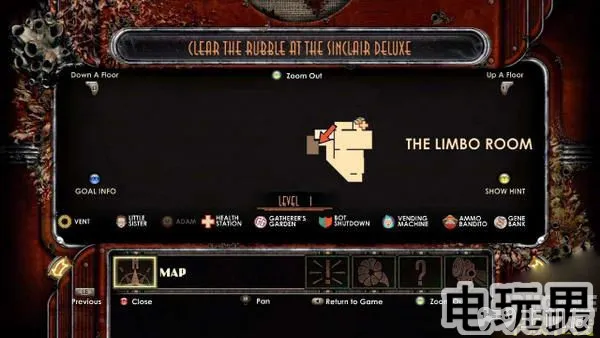 CLEAR THE RUBBLE AT THE SINCLAIR DELUXE
Down A Floor
Zoom Out
Up A Floor
THE LIMBO ROOM
GOAL INFO
SHOW HINT
LEVEL 1
VENT
LITTLE SISTER
ADAM
HEALTH STATION
GATHERER'S GARDEN
BOT SHUTDOWN
VENDING MACHINE
AMMO BANDITO
GENE BANK
MAP
Previous
Close
Pan
Return to Game
Zoom
电玩男